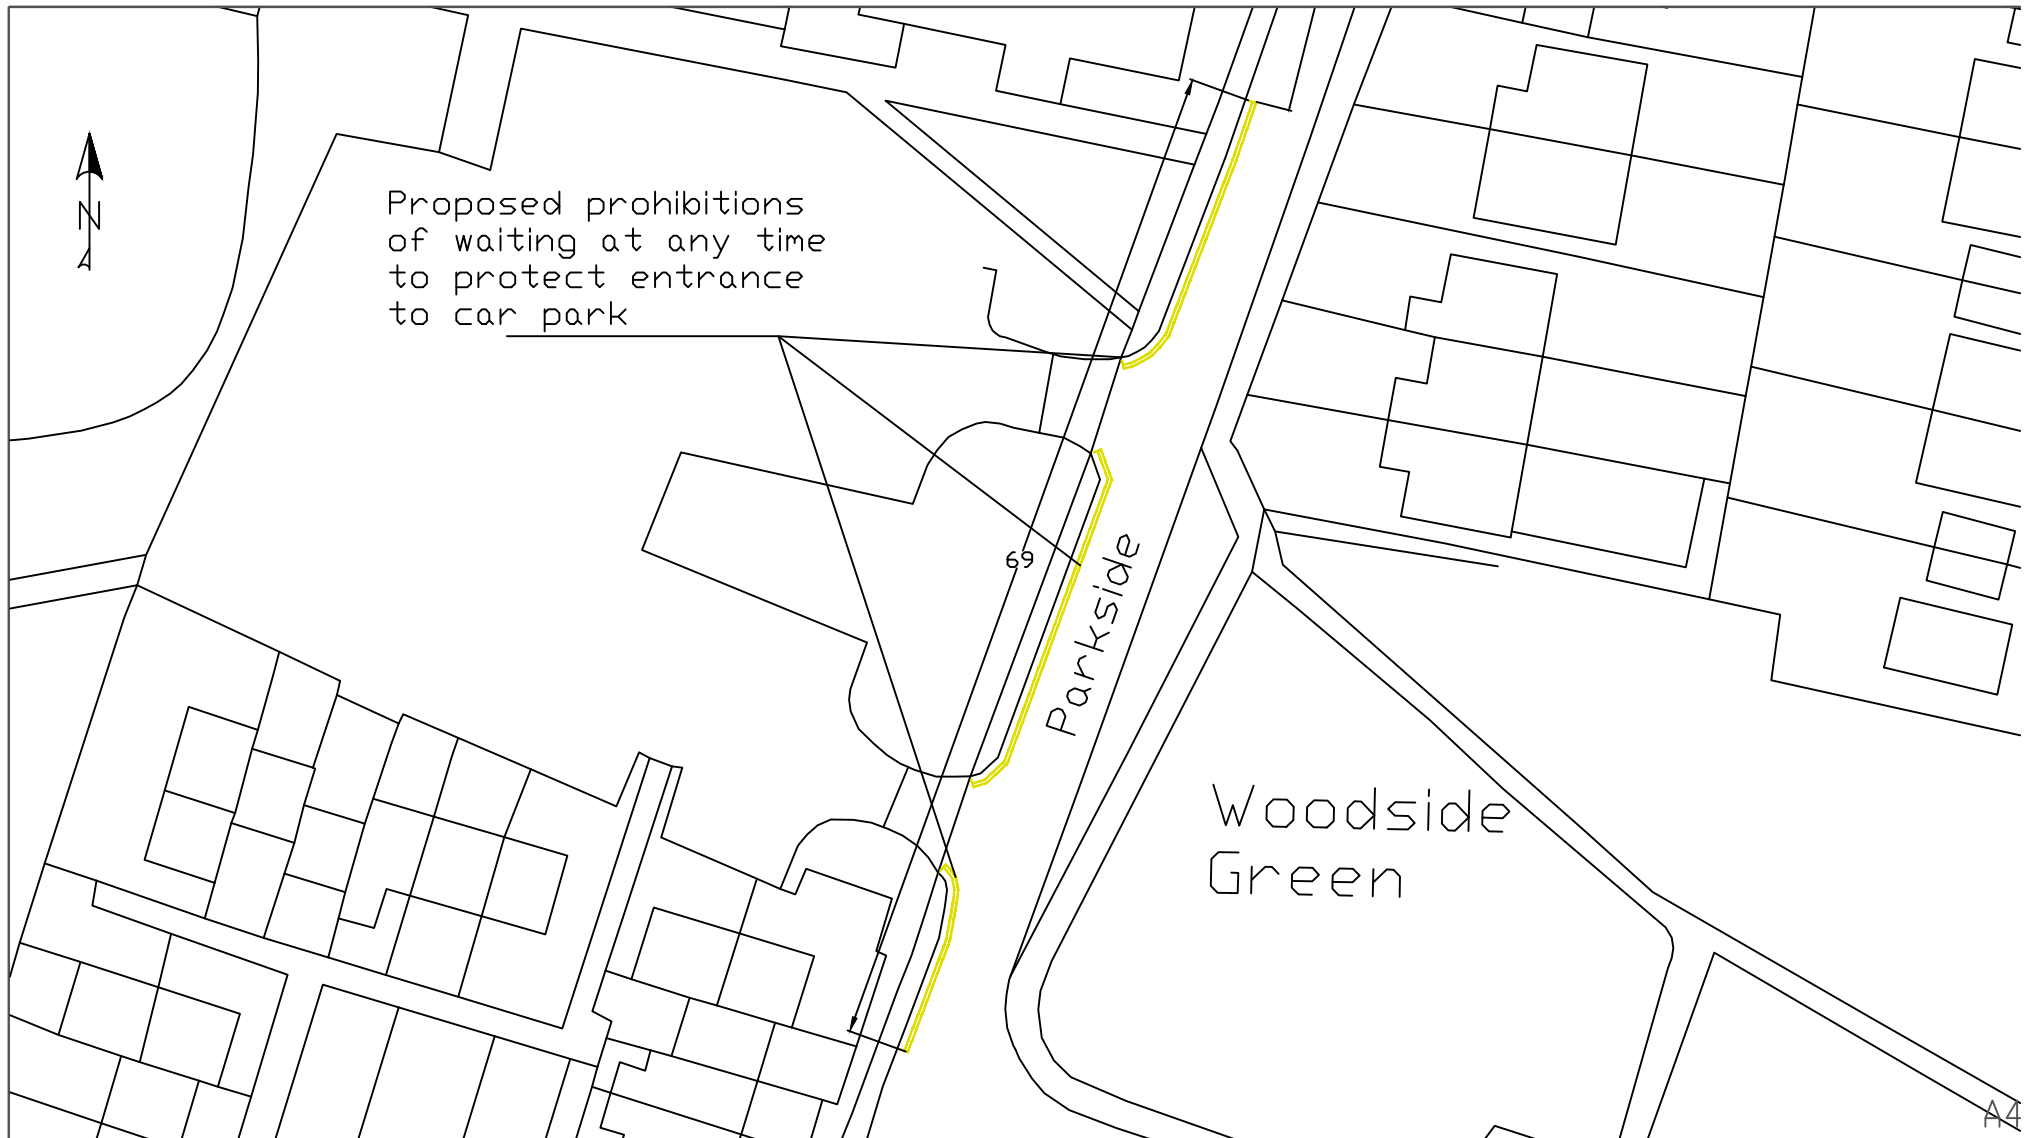 N
Proposed prohibitions
of waiting at any time
to protect entrance
to car park
69
Parkside
Woodside
Green
A4